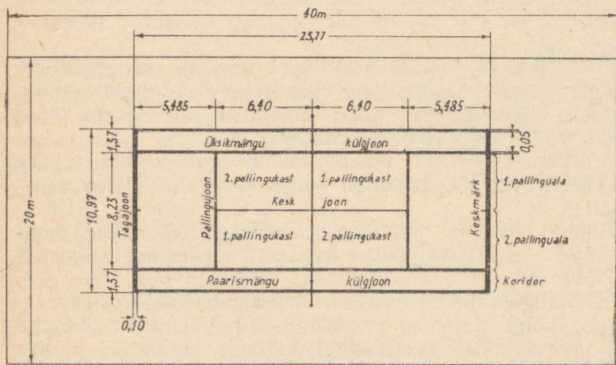 40m
23,77
5,485 6,40 6,40 5,485
1,37 Üksikmängu külgjoon 0,05
2.pallingukast 1.pallingukast 1.pallinguala
Kesk joon
20m 10,97 8,23 Tagajoon Pallingujoon Keskmärk
1.pallingukast 2.pallingukast 2.pallinguala
1,37 Paarismängu külgjoon Koridor
0,10